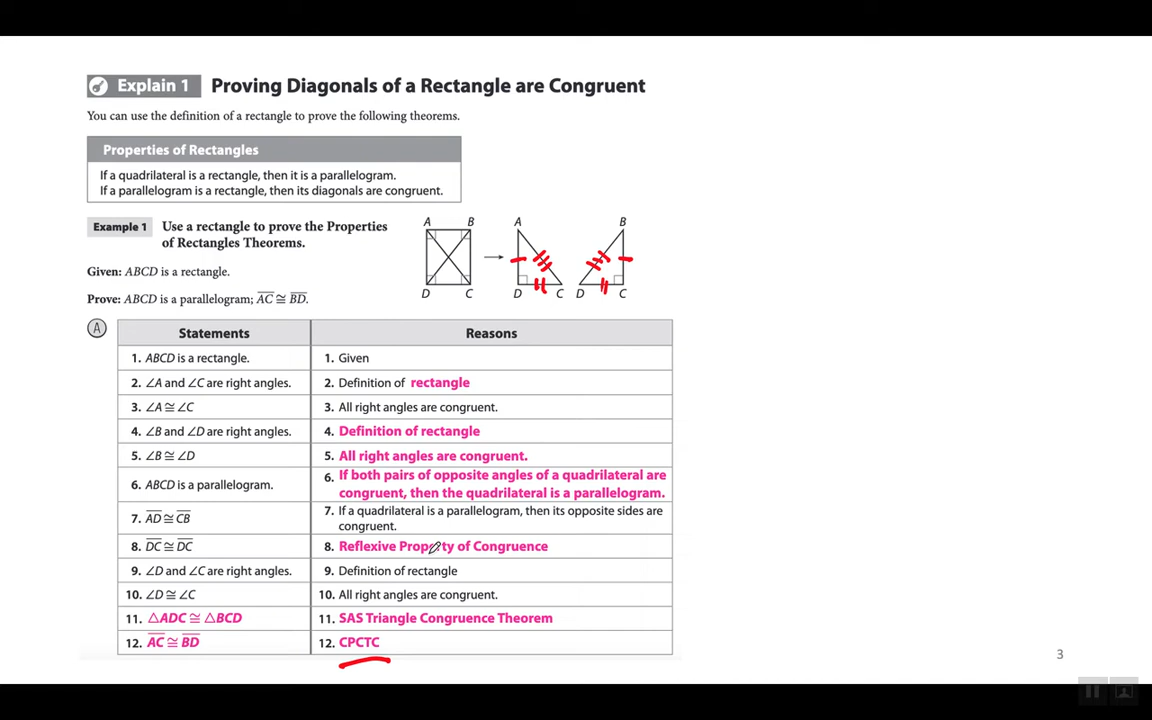 Explain 1 Proving Diagonals of a Rectangle are Congruent
You can use the definition of a rectangle to prove the following theorems.
Properties of Rectangles
If a quadrilateral is a rectangle, then it is a parallelogram.
If a parallelogram is a rectangle, then its diagonals are congruent.
Example 1 Use a rectangle to prove the Properties
of Rectangles Theorems.
Given: ABCD is a rectangle.
Prove: ABCD is a parallelogram; A̅C̅ ≅ B̅D̅.
A B A B
D C D C D C
A
Statements Reasons
1. ABCD is a rectangle. 1. Given
2. ∠A and ∠C are right angles. 2. Definition of rectangle
3. ∠A ≅ ∠C 3. All right angles are congruent.
4. ∠B and ∠D are right angles. 4. Definition of rectangle
5. ∠B ≅ ∠D 5. All right angles are congruent.
6. ABCD is a parallelogram. 6. If both pairs of opposite angles of a quadrilateral are
congruent, then the quadrilateral is a parallelogram.
7. A̅D̅ ≅ C̅B̅ 7. If a quadrilateral is a parallelogram, then its opposite sides are
congruent.
8. D̅C̅ ≅ D̅C̅ 8. Reflexive Property of Congruence
9. ∠D and ∠C are right angles. 9. Definition of rectangle
10. ∠D ≅ ∠C 10. All right angles are congruent.
11. △ADC ≅ △BCD 11. SAS Triangle Congruence Theorem
12. A̅C̅ ≅ B̅D̅ 12. CPCTC
3